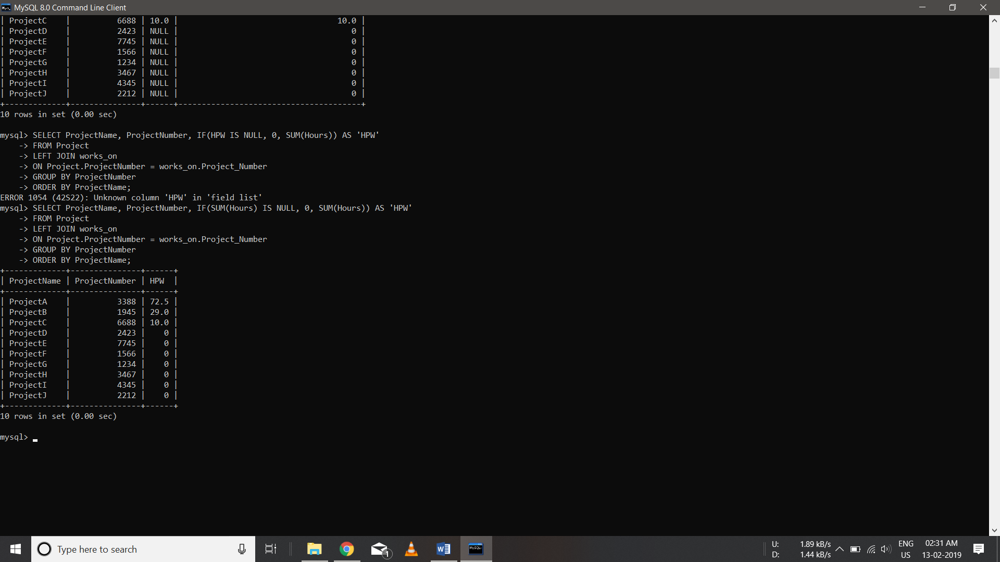 MySQL 8.0 Command Line Client
| ProjectC    |          6688 | 10.0 |                                  10.0 |
| ProjectD    |          2423 | NULL |                                     0 |
| ProjectE    |          7745 | NULL |                                     0 |
| ProjectF    |          1566 | NULL |                                     0 |
| ProjectG    |          1234 | NULL |                                     0 |
| ProjectH    |          3467 | NULL |                                     0 |
| ProjectI    |          4345 | NULL |                                     0 |
| ProjectJ    |          2212 | NULL |                                     0 |
+-------------+---------------+------+---------------------------------------+
10 rows in set (0.00 sec)
mysql> SELECT ProjectName, ProjectNumber, IF(HPW IS NULL, 0, SUM(Hours)) AS 'HPW'
    -> FROM Project
    -> LEFT JOIN works_on
    -> ON Project.ProjectNumber = works_on.Project_Number
    -> GROUP BY ProjectNumber
    -> ORDER BY ProjectName;
ERROR 1054 (42S22): Unknown column 'HPW' in 'field list'
mysql> SELECT ProjectName, ProjectNumber, IF(SUM(Hours) IS NULL, 0, SUM(Hours)) AS 'HPW'
    -> FROM Project
    -> LEFT JOIN works_on
    -> ON Project.ProjectNumber = works_on.Project_Number
    -> GROUP BY ProjectNumber
    -> ORDER BY ProjectName;
+-------------+---------------+------+
| ProjectName | ProjectNumber | HPW  |
+-------------+---------------+------+
| ProjectA    |          3388 | 72.5 |
| ProjectB    |          1945 | 29.0 |
| ProjectC    |          6688 | 10.0 |
| ProjectD    |          2423 |    0 |
| ProjectE    |          7745 |    0 |
| ProjectF    |          1566 |    0 |
| ProjectG    |          1234 |    0 |
| ProjectH    |          3467 |    0 |
| ProjectI    |          4345 |    0 |
| ProjectJ    |          2212 |    0 |
+-------------+---------------+------+
10 rows in set (0.00 sec)
mysql>
Type here to search
1
MySQL
U: 1.89 kB/s
D: 1.44 kB/s
ENG
US
02:31 AM
13-02-2019